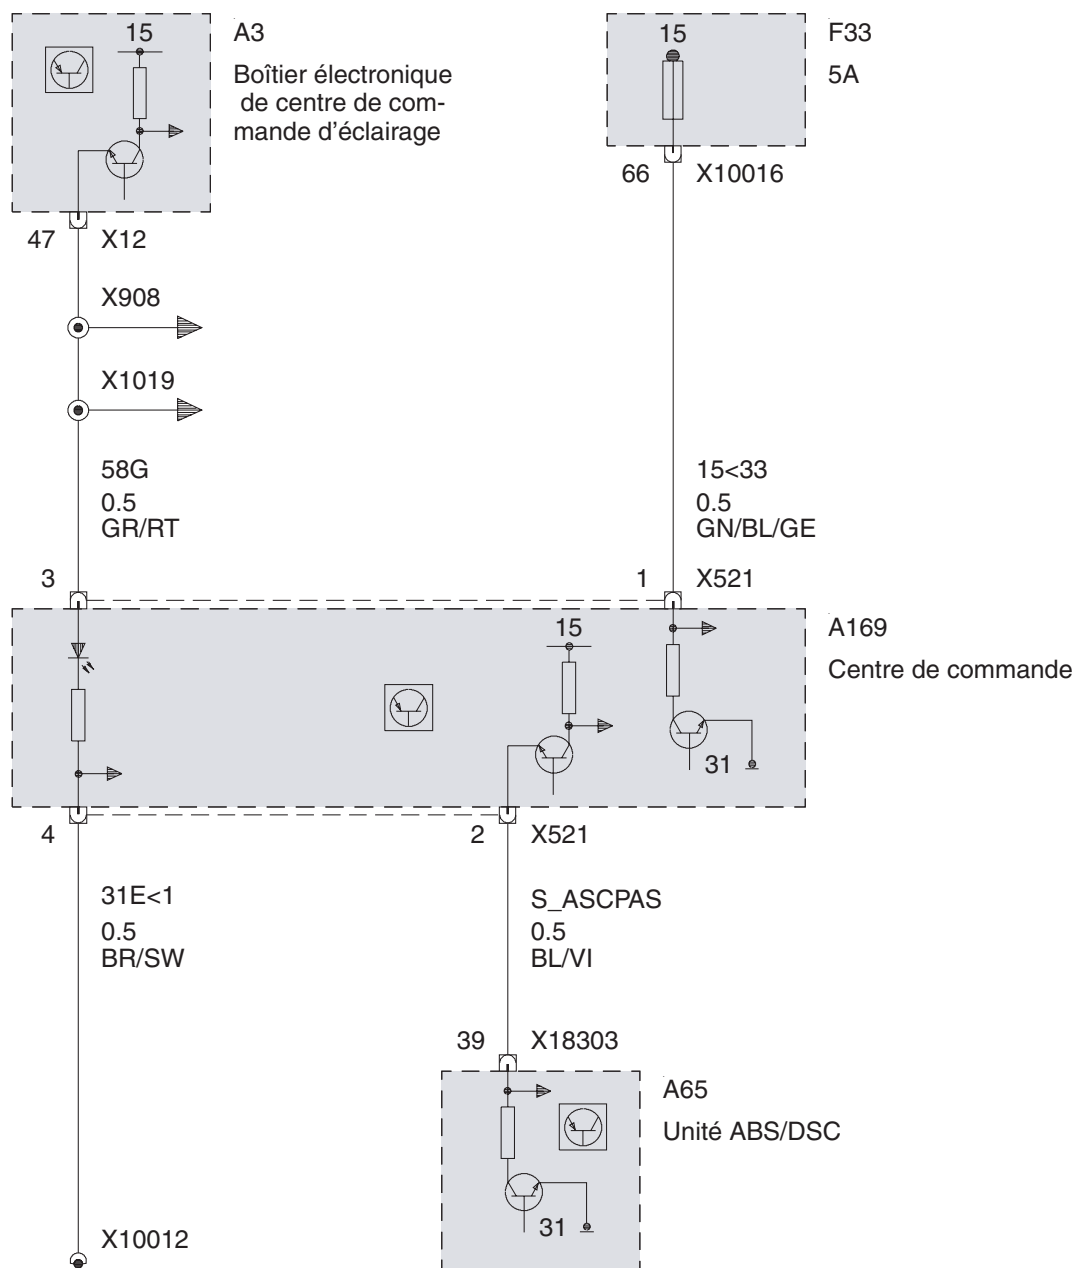 15
A3
Boîtier électronique
de centre de com-
mande d'éclairage
15
F33
5A
66
X10016
47
X12
X908
X1019
58G
0.5
GR/RT
15<33
0.5
GN/BL/GE
3
1
X521
15
31
A169
Centre de commande
4
2
X521
31E<1
0.5
BR/SW
S_ASCPAS
0.5
BL/VI
39
X18303
A65
Unité ABS/DSC
31
X10012